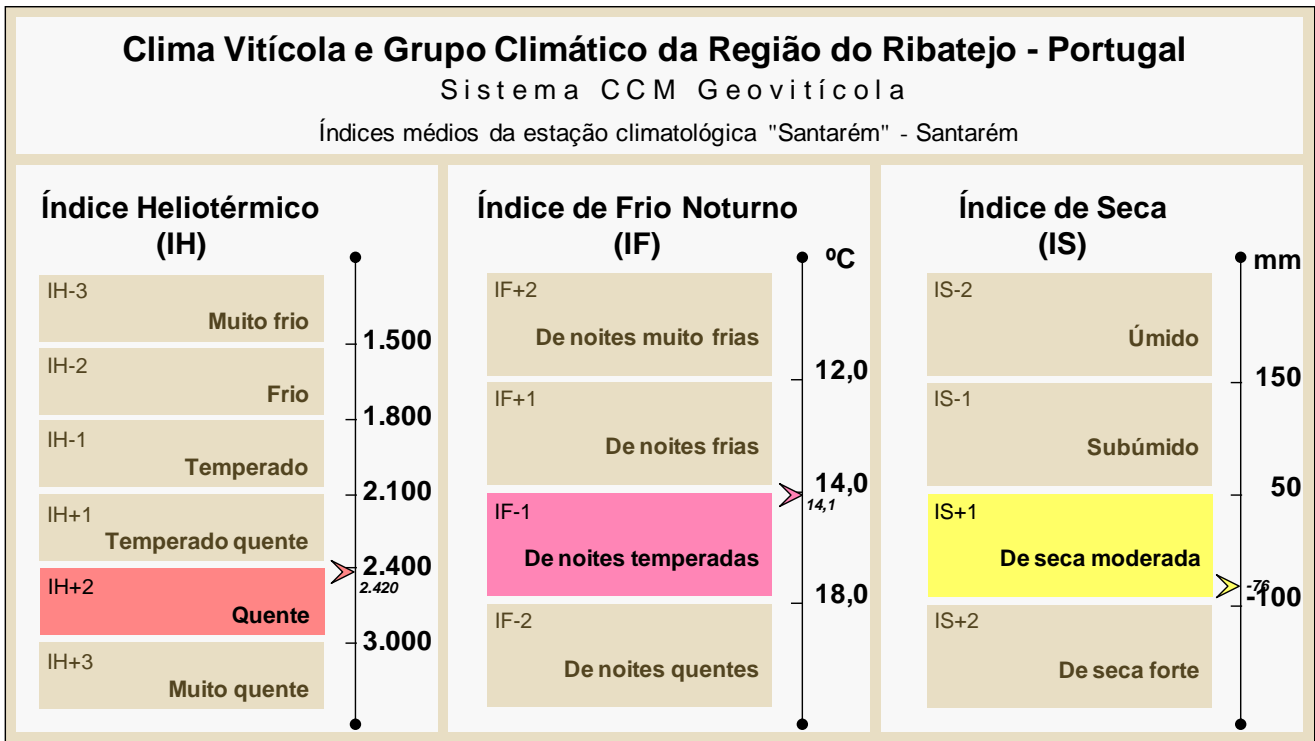 Clima Vitícola e Grupo Climático da Região do Ribatejo - Portugal
Sistema CCM Geovitícola
Índices médios da estação climatológica "Santarém" - Santarém
Índice Heliotérmico
(IH)
IH-3
Muito frio
1.500
IH-2
Frio
1.800
IH-1
Temperado
2.100
IH+1
Temperado quente
2.400
2.420
IH+2
Quente
3.000
IH+3
Muito quente
Índice de Frio Noturno
(IF)
ºC
IF+2
De noites muito frias
12,0
IF+1
De noites frias
14,0
14,1
IF-1
De noites temperadas
18,0
IF-2
De noites quentes
Índice de Seca
(IS)
mm
IS-2
Úmido
150
IS-1
Subúmido
50
IS+1
De seca moderada
-76
-100
IS+2
De seca forte